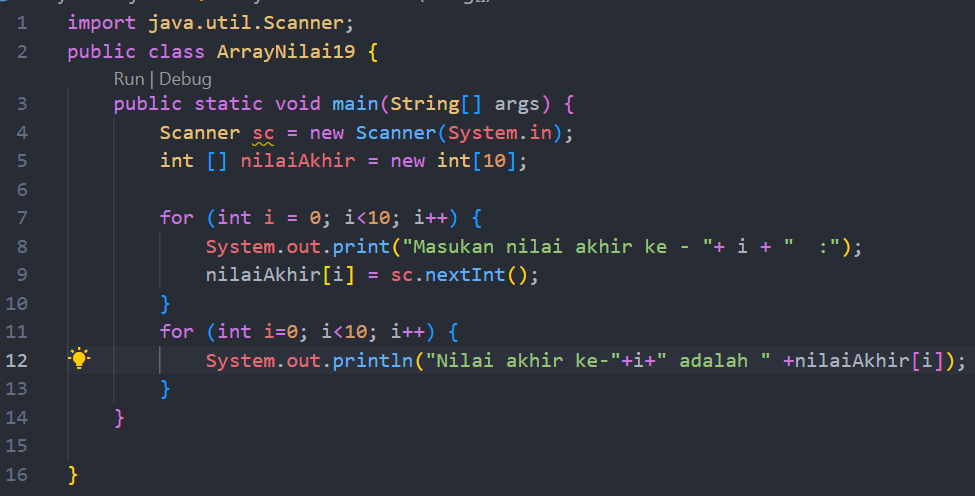 1 import java.util.Scanner;
2 public class ArrayNilai19 {
Run | Debug
3 public static void main(String[] args) {
4 Scanner sc = new Scanner(System.in);
5 int [] nilaiAkhir = new int[10];
6
7 for (int i = 0; i<10; i++) {
8 System.out.print("Masukan nilai akhir ke - "+ i + "  :");
9 nilaiAkhir[i] = sc.nextInt();
10 }
11 for (int i=0; i<10; i++) {
12 System.out.println("Nilai akhir ke-"+i+" adalah " +nilaiAkhir[i]);
13 }
14 }
15
16 }